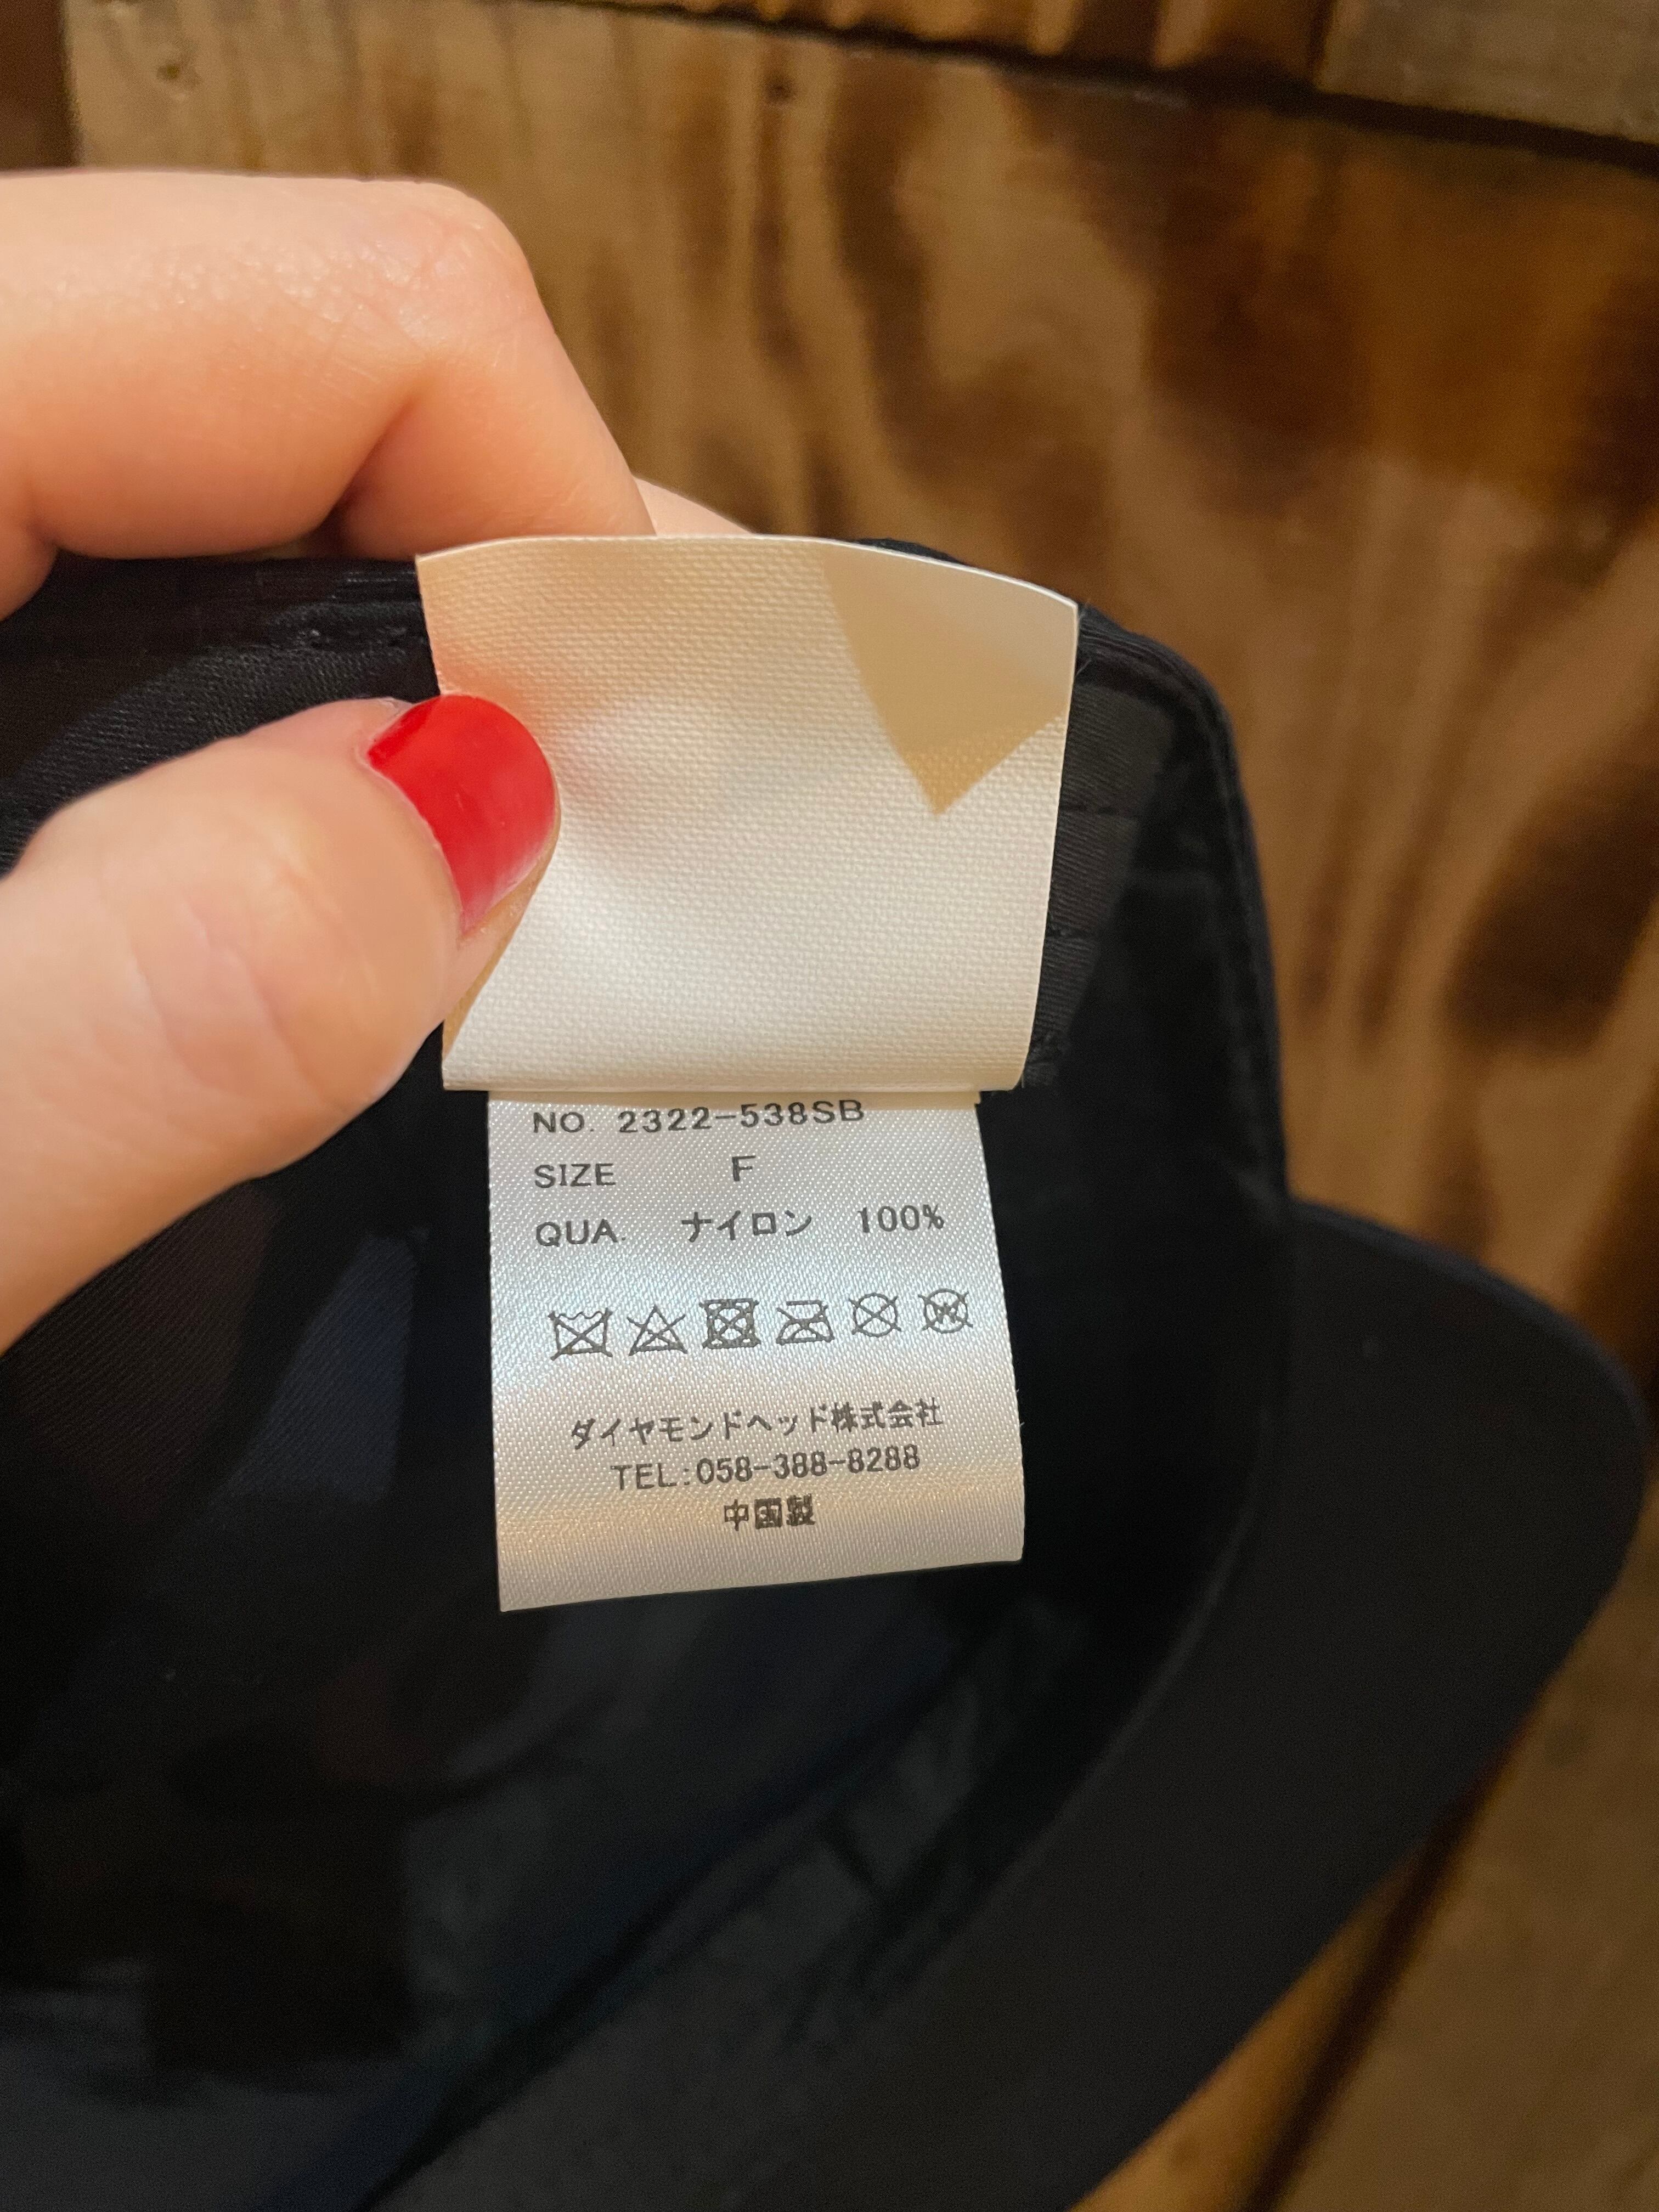 NO. 2322-538SB
SIZE F
QUA. ナイロン 100%
ダイヤモンドヘッド株式会社
TEL:058-388-8288
中国製